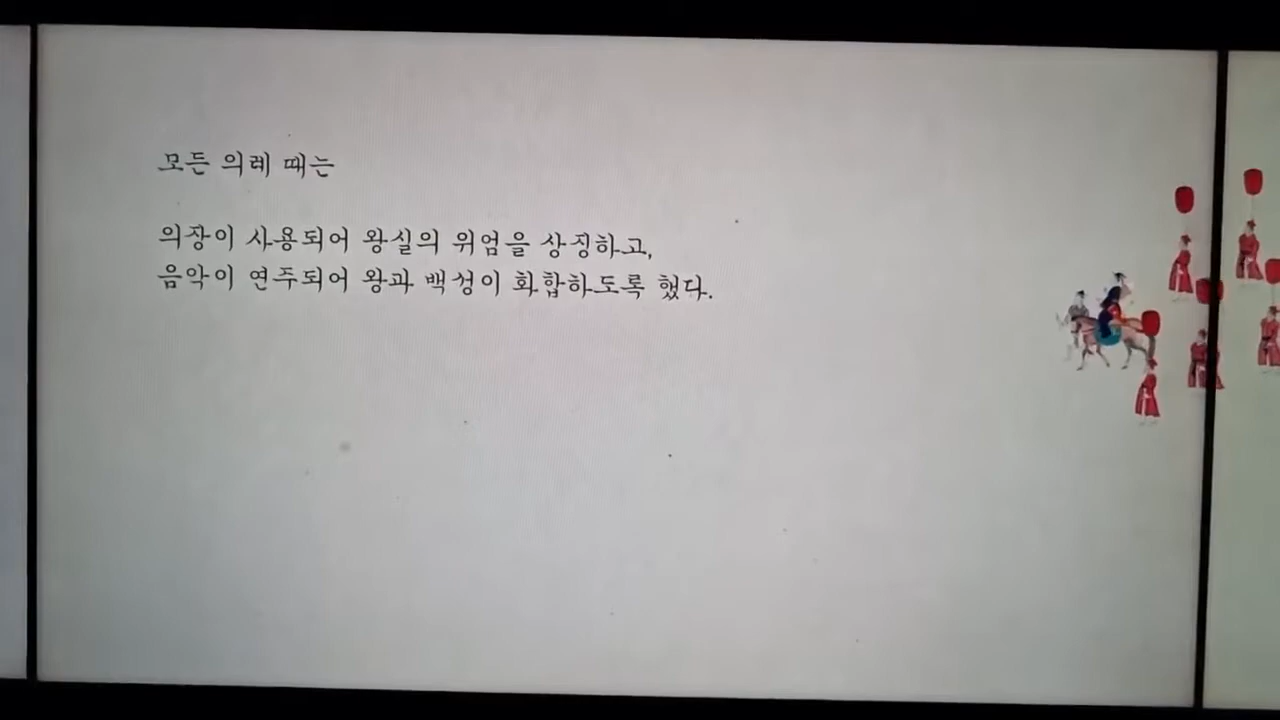 모든 의례 때는
의장이 사용되어 왕실의 위엄을 상징하고,
음악이 연주되어 왕과 백성이 화합하도록 했다.